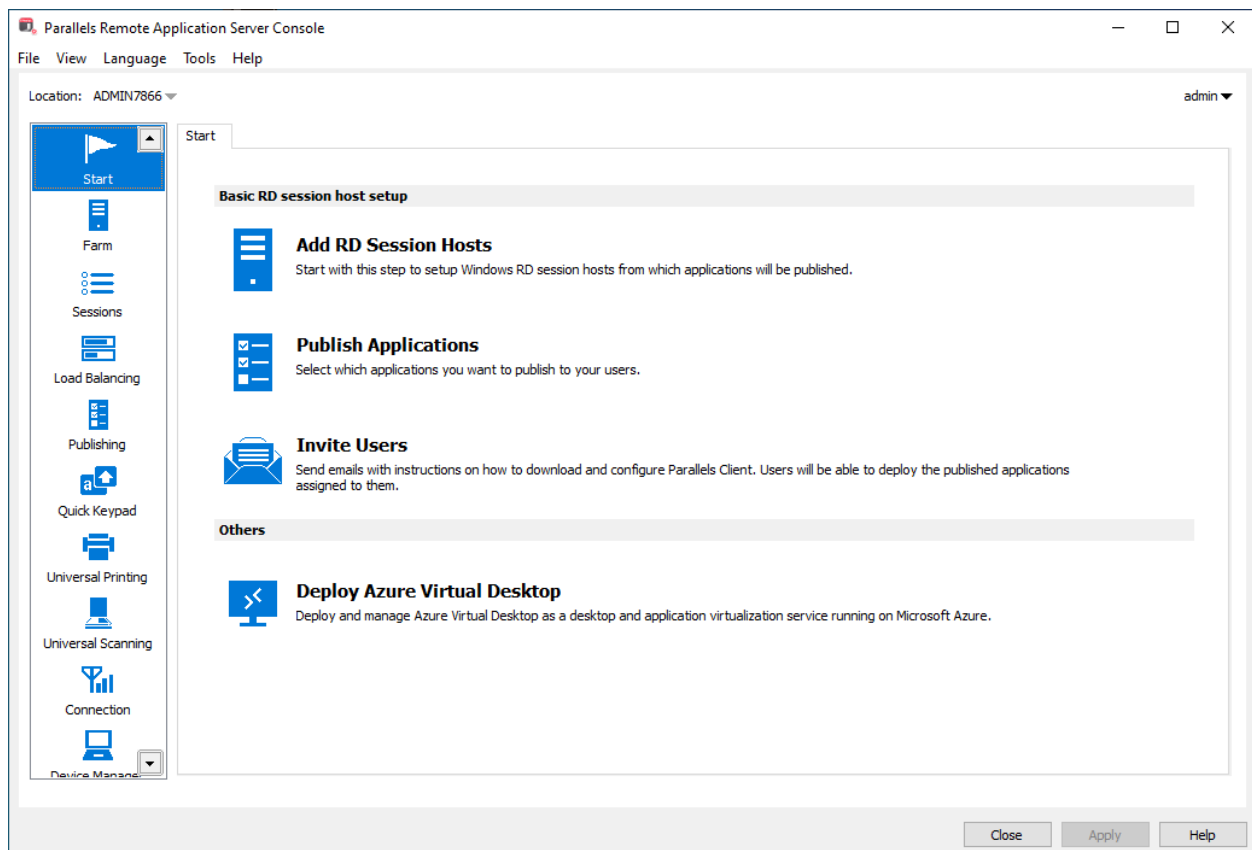 Parallels Remote Application Server Console
File View Language Tools Help
Location: ADMIN7866
admin
Start
Farm
Sessions
Load Balancing
Publishing
a
Quick Keypad
Universal Printing
Universal Scanning
Connection
Device Manager
Start
Basic RD session host setup
Add RD Session Hosts
Start with this step to setup Windows RD session hosts from which applications will be published.
Publish Applications
Select which applications you want to publish to your users.
Invite Users
Send emails with instructions on how to download and configure Parallels Client. Users will be able to deploy the published applications
assigned to them.
Others
Deploy Azure Virtual Desktop
Deploy and manage Azure Virtual Desktop as a desktop and application virtualization service running on Microsoft Azure.
Close Apply Help